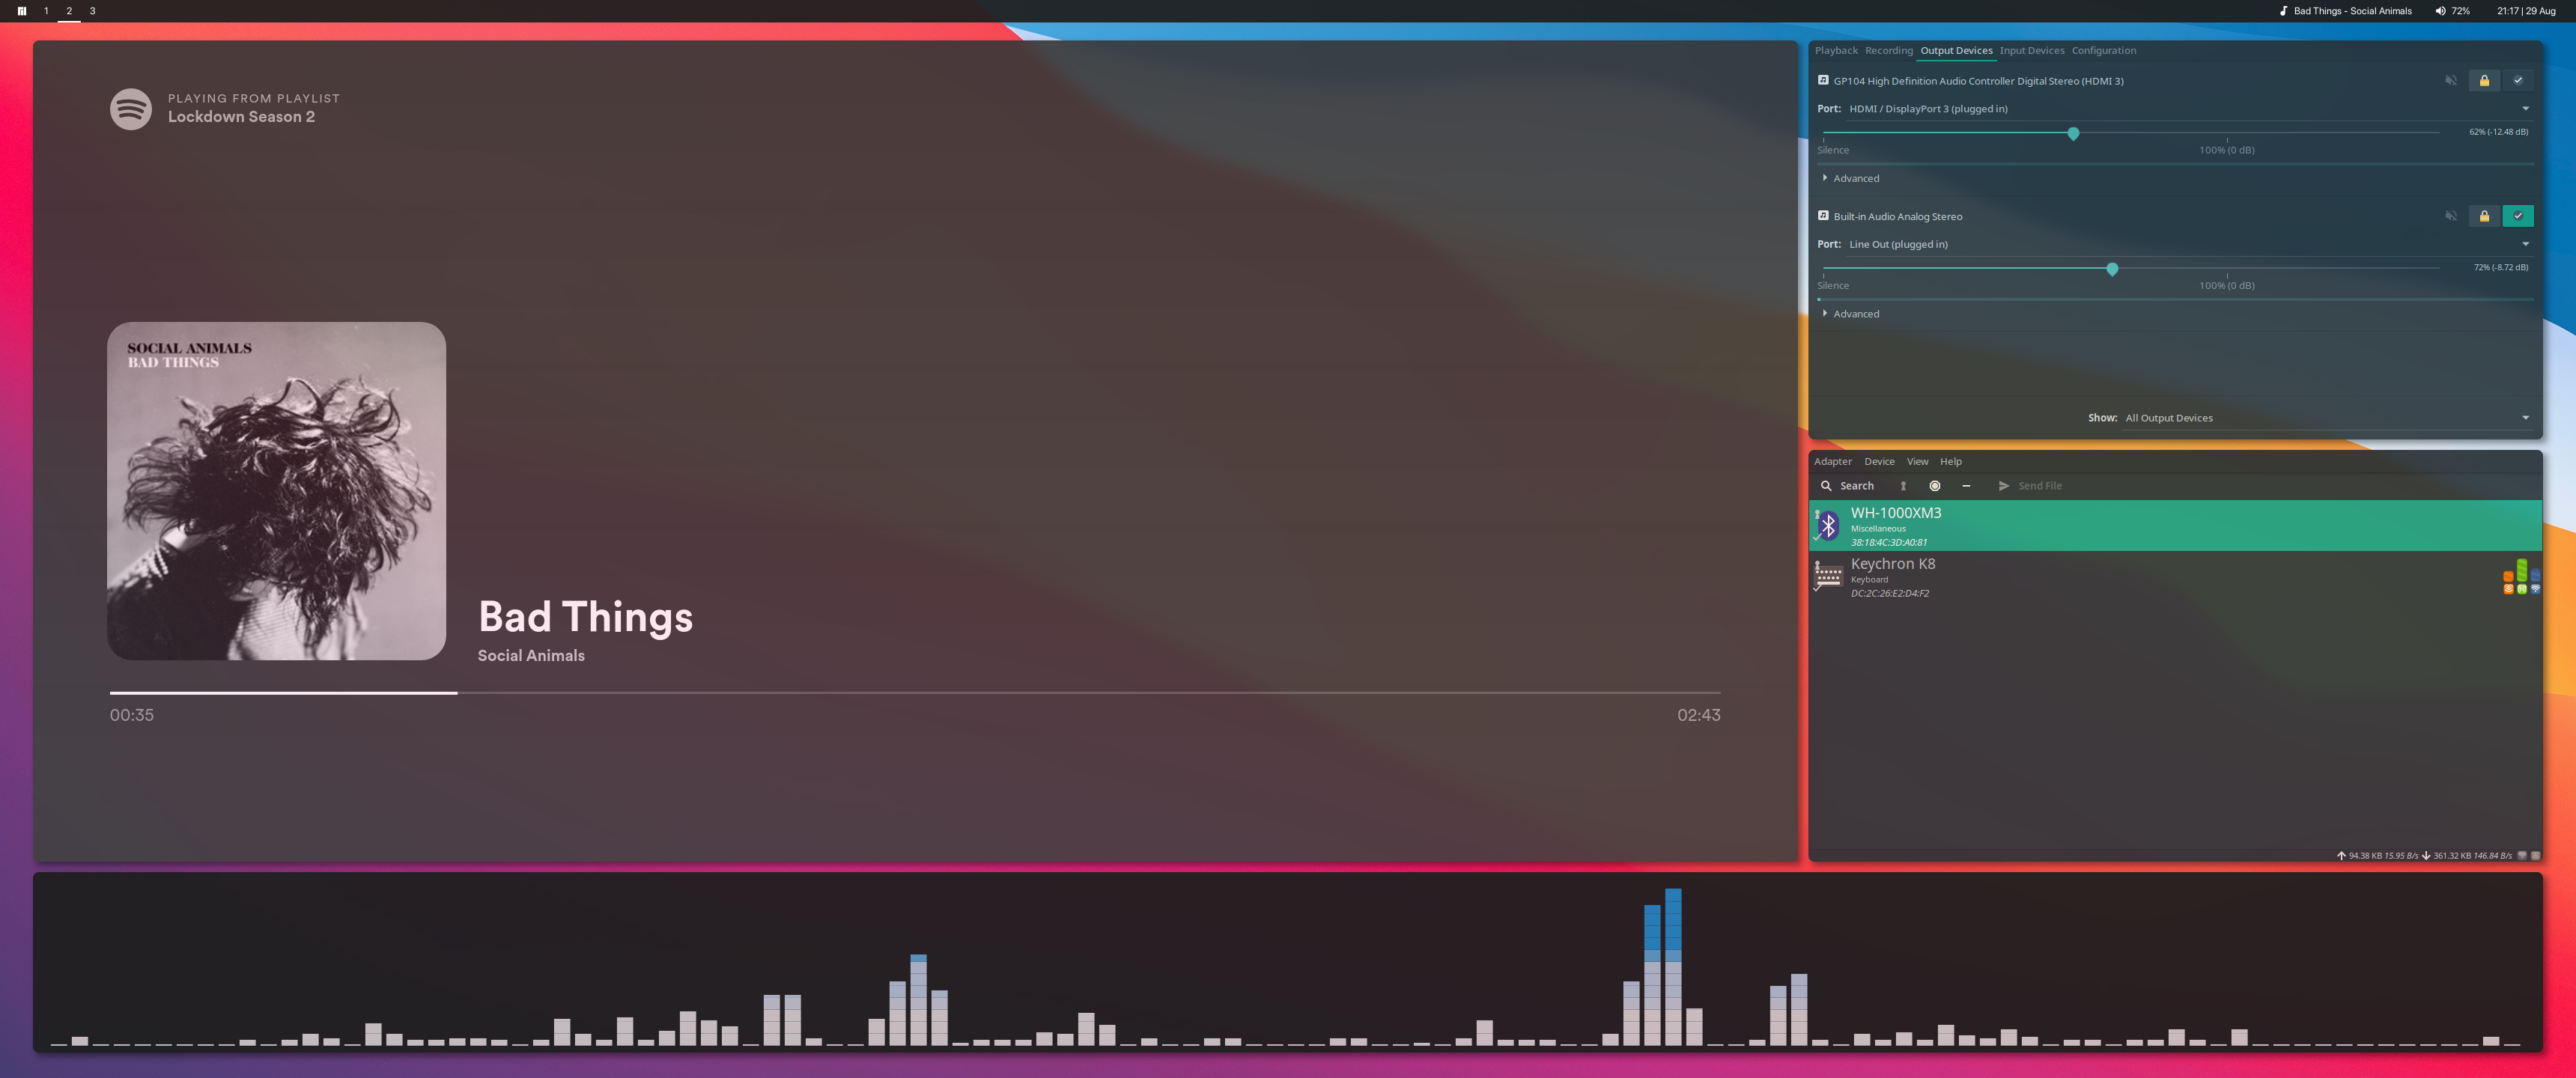 1 2 3
Bad Things - Social Animals 72% 21:17 | 29 Aug
PLAYING FROM PLAYLIST
Lockdown Season 2
SOCIAL ANIMALS
BAD THINGS
Bad Things
Social Animals
00:35 02:43
Playback Recording Output Devices Input Devices Configuration
GP104 High Definition Audio Controller Digital Stereo (HDMI 3)
Port: HDMI / DisplayPort 3 (plugged in)
62% (-12.48 dB)
Silence 100% (0 dB)
Advanced
Built-in Audio Analog Stereo
Port: Line Out (plugged in)
72% (-8.72 dB)
Silence 100% (0 dB)
Advanced
Show: All Output Devices
Adapter Device View Help
Search Send File
WH-1000XM3
Miscellaneous
38:18:4C:3D:A0:81
Keychron K8
Keyboard
DC:2C:26:E2:D4:F2
94.38 KB 15.95 B/s 361.32 KB 146.84 B/s